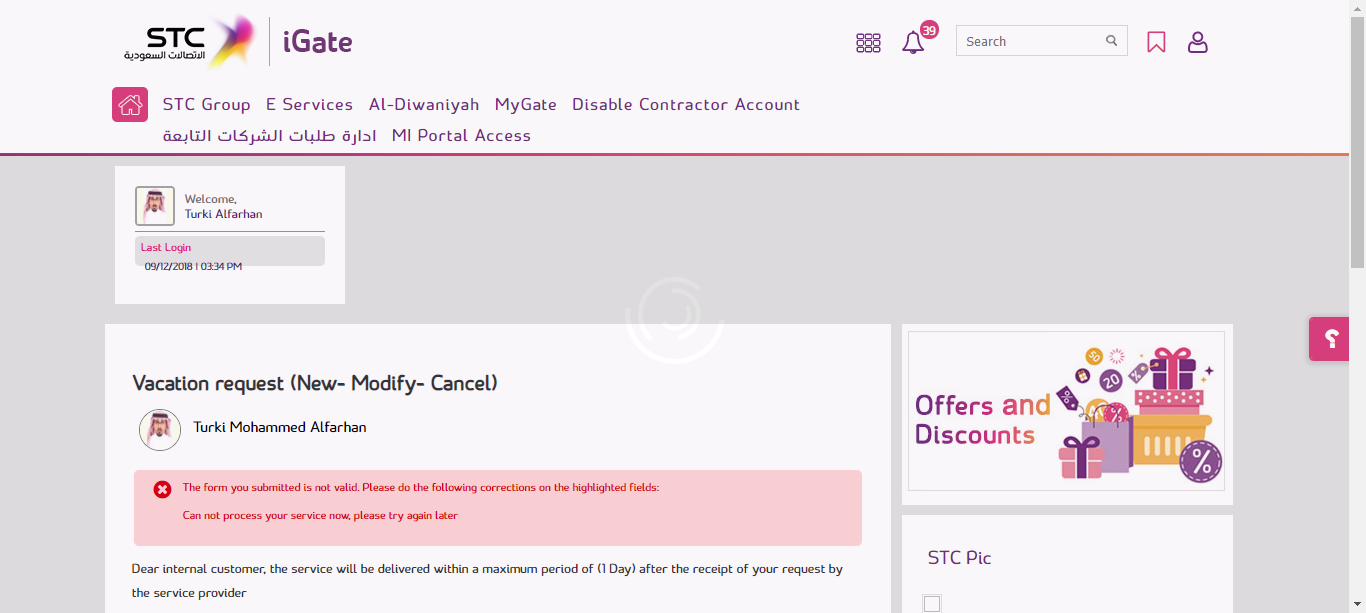 STC
الاتصالات السعودية
iGate
39
Search
STC Group E Services Al-Diwaniyah MyGate Disable Contractor Account
ادارة طلبات الشركات التابعة MI Portal Access
Welcome,
Turki Alfarhan
Last Login
09/12/2018 | 03:34 PM
؟
Vacation request (New- Modify- Cancel)
Turki Mohammed Alfarhan
The form you submitted is not valid. Please do the following corrections on the highlighted fields:
Can not process your service now, please try again later
Dear internal customer, the service will be delivered within a maximum period of (1 Day) after the receipt of your request by
the service provider
Offers and
Discounts
50
20
%
%
%
%
STC Pic